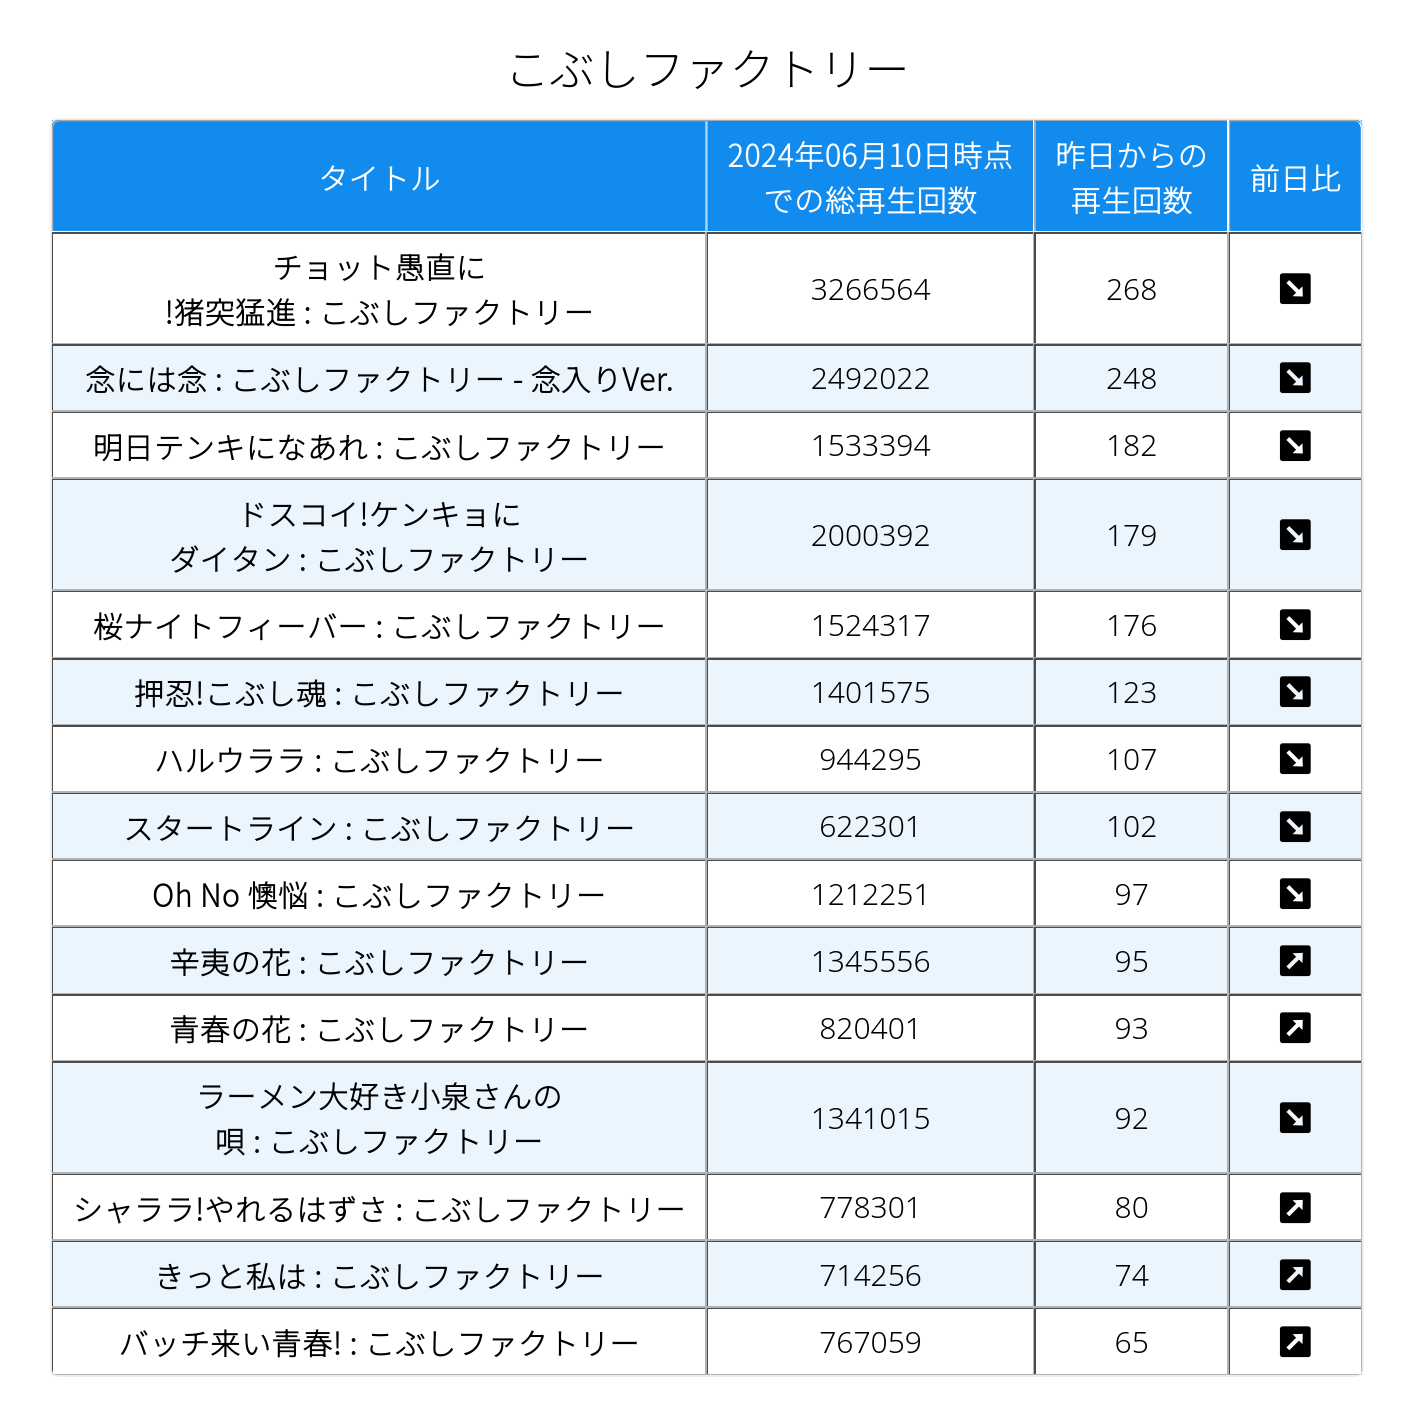 こぶしファクトリー
タイトル
2024年06月10日時点
での総再生回数
昨日からの
再生回数
前日比
チョット愚直に
!猪突猛進 : こぶしファクトリー
3266564
268
↘
念には念 : こぶしファクトリー - 念入りVer.
2492022
248
↘
明日テンキになあれ : こぶしファクトリー
1533394
182
↘
ドスコイ!ケンキョに
ダイタン : こぶしファクトリー
2000392
179
↘
桜ナイトフィーバー : こぶしファクトリー
1524317
176
↘
押忍!こぶし魂 : こぶしファクトリー
1401575
123
↘
ハルウララ : こぶしファクトリー
944295
107
↘
スタートライン : こぶしファクトリー
622301
102
↘
Oh No 懊悩 : こぶしファクトリー
1212251
97
↘
辛夷の花 : こぶしファクトリー
1345556
95
↗
青春の花 : こぶしファクトリー
820401
93
↗
ラーメン大好き小泉さんの
唄 : こぶしファクトリー
1341015
92
↘
シャララ!やれるはずさ : こぶしファクトリー
778301
80
↗
きっと私は : こぶしファクトリー
714256
74
↗
バッチ来い青春! : こぶしファクトリー
767059
65
↗